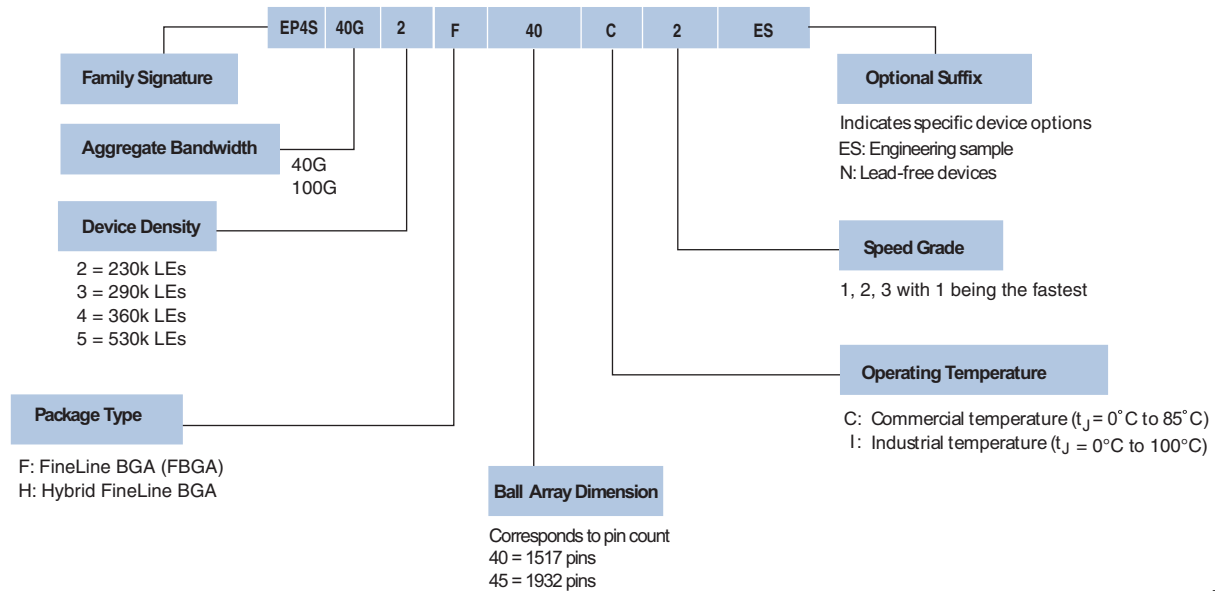 EP4S 40G 2 F 40 C 2 ES
Family Signature
Aggregate Bandwidth
40G
100G
Device Density
2 = 230k LEs
3 = 290k LEs
4 = 360k LEs
5 = 530k LEs
Package Type
F: FineLine BGA (FBGA)
H: Hybrid FineLine BGA
Ball Array Dimension
Corresponds to pin count
40 = 1517 pins
45 = 1932 pins
Optional Suffix
Indicates specific device options
ES: Engineering sample
N: Lead-free devices
Speed Grade
1, 2, 3 with 1 being the fastest
Operating Temperature
C: Commercial temperature (tJ = 0˚C to 85˚C)
I: Industrial temperature (tJ = 0°C to 100°C)